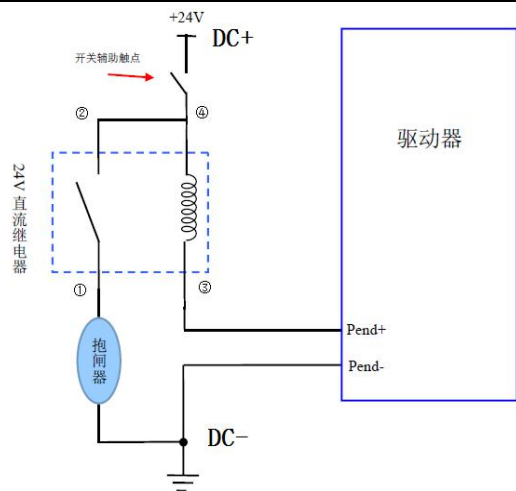 +24V
DC+
开关辅助触点
②
④
驱动器
24V 直流继电器
①
③
抱闸器
Pend+
Pend-
DC-